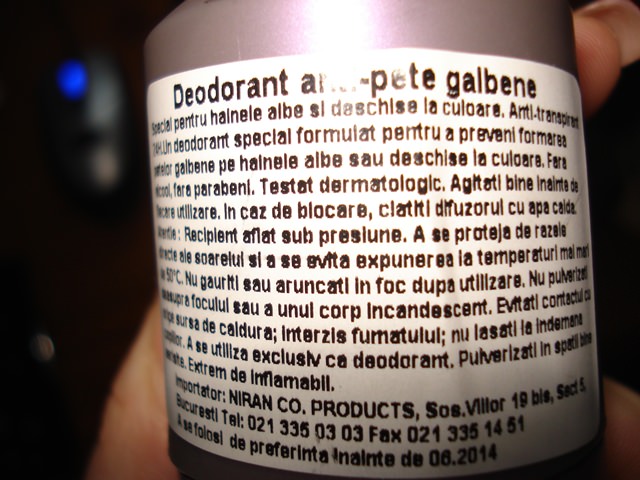 Deodorant anti-pete galbene
Special pentru hainele albe si deschise la culoare. Anti-transpirant
24H.Un deodorant special formulat pentru a preveni formarea
petelor galbene pe hainele albe sau deschise la culoare. Fara
alcool, fara parabeni. Testat dermatologic. Agitati bine inainte de
fiecare utilizare. In caz de blocare, clatiti difuzorul cu apa calda.
Atentie : Recipient aflat sub presiune. A se proteja de razele
directe ale soarelui si a se evita expunerea la temperaturi mai mari
de 50°C. Nu gauriti sau aruncati in foc dupa utilizare. Nu pulverizati
deasupra focului sau a unui corp incandescent. Evitati contactul cu
orice sursa de caldura; interzis fumatului; nu lasati la indemana
copiilor. A se utiliza exclusiv ca deodorant. Pulverizati in spatii bine
aerisite. Extrem de inflamabil.
Importator: NIRAN CO. PRODUCTS, Sos.Viilor 19 bis, Sect 5,
Bucuresti Tel: 021 335 03 03 Fax 021 335 14 51
A se folosi de preferinta inainte de 06.2014